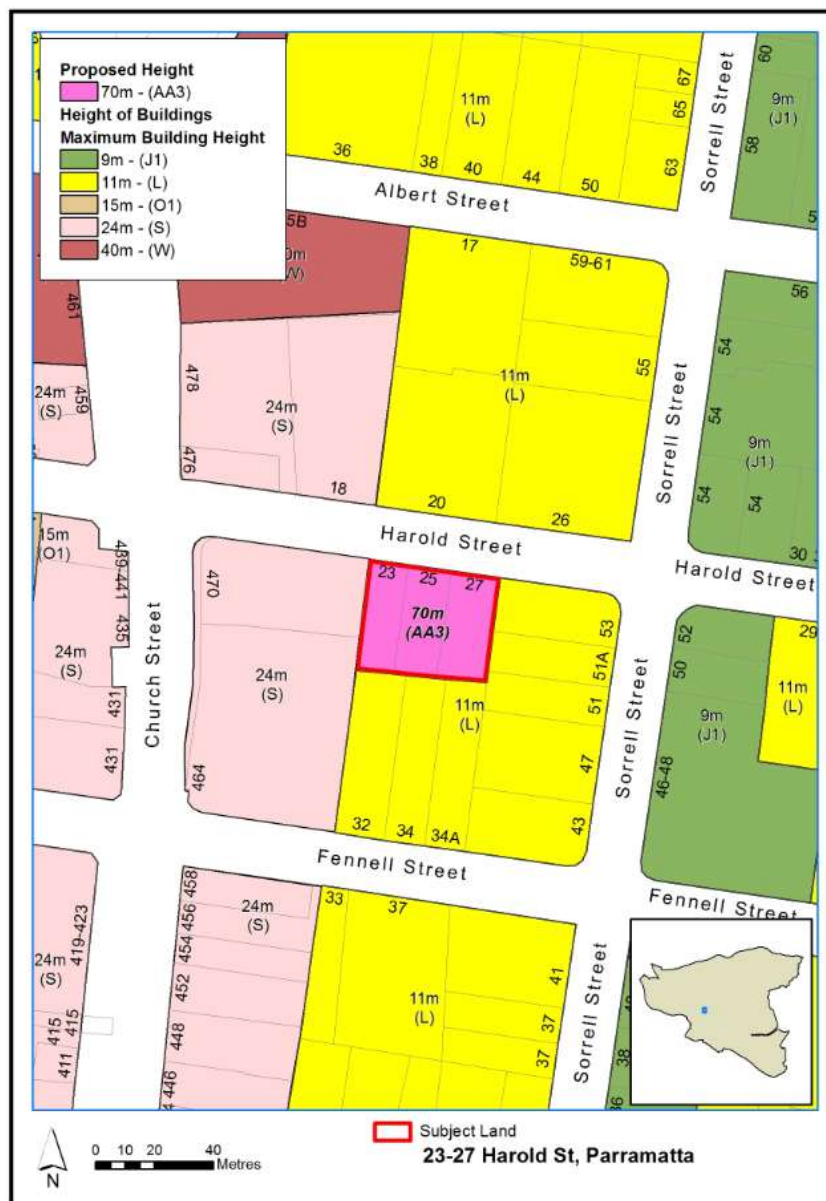 Proposed Height
70m - (AA3)
Height of Buildings
Maximum Building Height
9m - (J1)
11m - (L)
15m - (O1)
24m - (S)
40m - (W)
11m
(L)
67
65
63
60
58
9m
(J1)
Sorrell Street
36
38
40
44
50
Albert Street
5B
(W)
17
59-61
56
461
55
54
54
54
54
9m
(J1)
24m
(S)
459
478
476
24m
(S)
11m
(L)
Sorrell Street
18
20
26
Harold Street
Harold Street
30
15m
(O1)
439-441
435
470
23
25
27
70m
(AA3)
53
51A
51
52
50
29
24m
(S)
431
431
Church Street
24m
(S)
11m
(L)
9m
(J1)
11m
(L)
47
43
46-48
Sorrell Street
464
32
34
34A
Fennell Street
Fennell Street
458
456
454
452
448
446
24m
(S)
33
37
419-423
24m
(S)
415
415
411
11m
(L)
41
37
37
Sorrell Street
38
36
N
0 10 20 40
Metres
Subject Land
23-27 Harold St, Parramatta